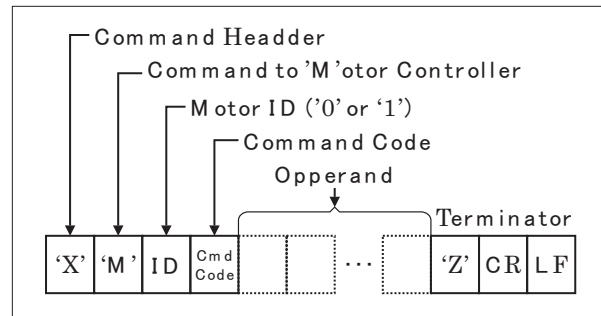 Command Headder
Command to 'M'otor Controller
Motor ID ('0' or '1')
Command Code
Opperand
Terminator
'X' 'M' ID Cmd Code ... 'Z' CR LF